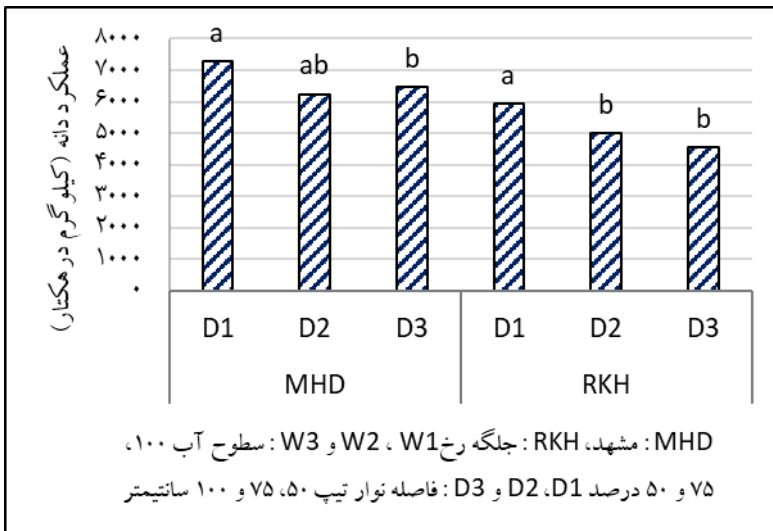 عملکرد دانه (کیلوگرم در هکتار)
۸۰۰۰
۷۰۰۰
۶۰۰۰
۵۰۰۰
۴۰۰۰
۳۰۰۰
۲۰۰۰
۱۰۰۰
۰
a ab b a b b
D1 D2 D3 D1 D2 D3
MHD RKH
MHD : مشهد، RKH : جلگه رخ W1 ، W2 و W3 : سطوح آب ۱۰۰،
۷۵ و ۵۰ درصد D1، D2 و D3 : فاصله نوار تیپ ۵۰، ۷۵ و ۱۰۰ سانتیمتر